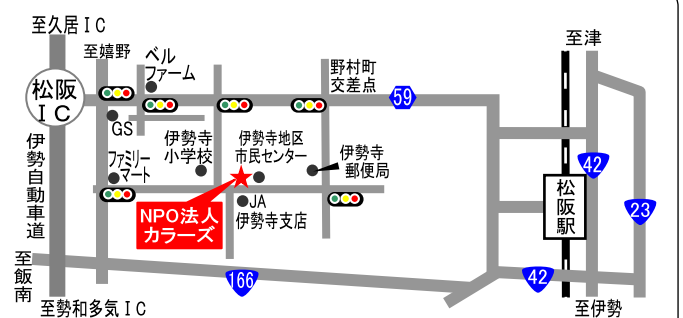 至久居IC
至嬉野
ベル
ファーム
野村町
交差点
至津
松阪
IC
59
GS
伊勢寺
小学校
伊勢寺地区
市民センター
伊勢寺
郵便局
ファミリー
マート
42
伊勢自動車道
松阪駅
NPO法人
カラーズ
JA
伊勢寺支店
23
至飯南
166
42
至勢和多気IC
至伊勢